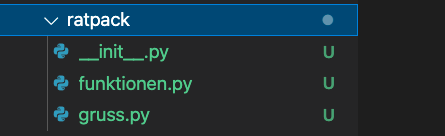 ratpack
__init__.py U
funktionen.py U
gruss.py U